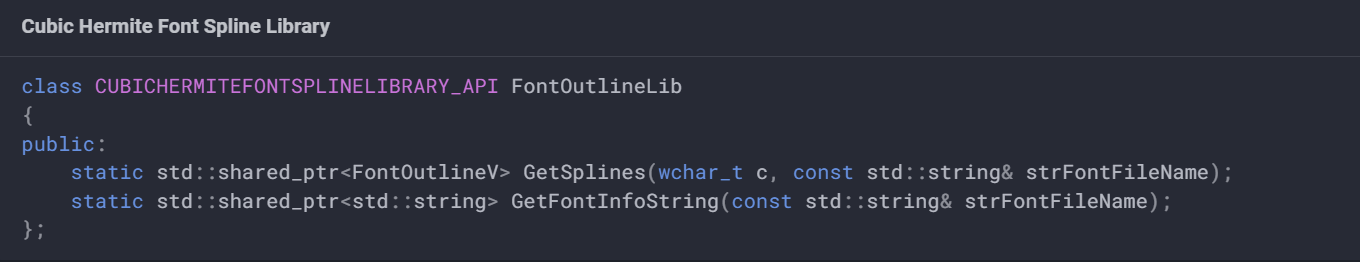 Cubic Hermite Font Spline Library
class CUBICHERMITEFONTSPLINELIBRARY_API FontOutlineLib
{
public:
    static std::shared_ptr<FontOutlineV> GetSplines(wchar_t c, const std::string& strFontFileName);
    static std::shared_ptr<std::string> GetFontInfoString(const std::string& strFontFileName);
};